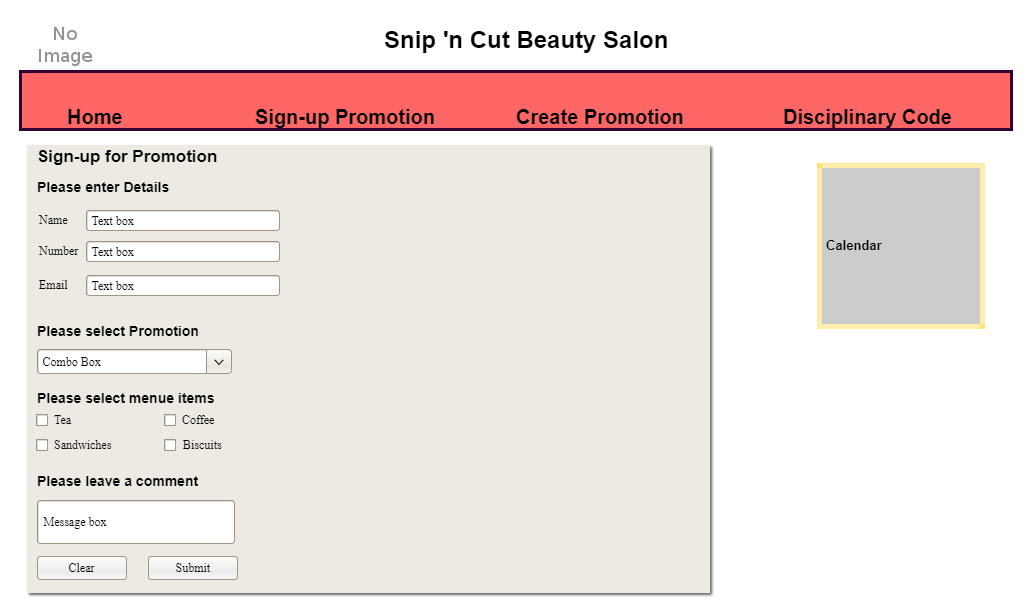 No
Image
Snip 'n Cut Beauty Salon
Home Sign-up Promotion Create Promotion Disciplinary Code
Sign-up for Promotion
Please enter Details
Name Text box
Number Text box
Email Text box
Calendar
Please select Promotion
Combo Box
Please select menue items
Tea Coffee
Sandwiches Biscuits
Please leave a comment
Message box
Clear Submit